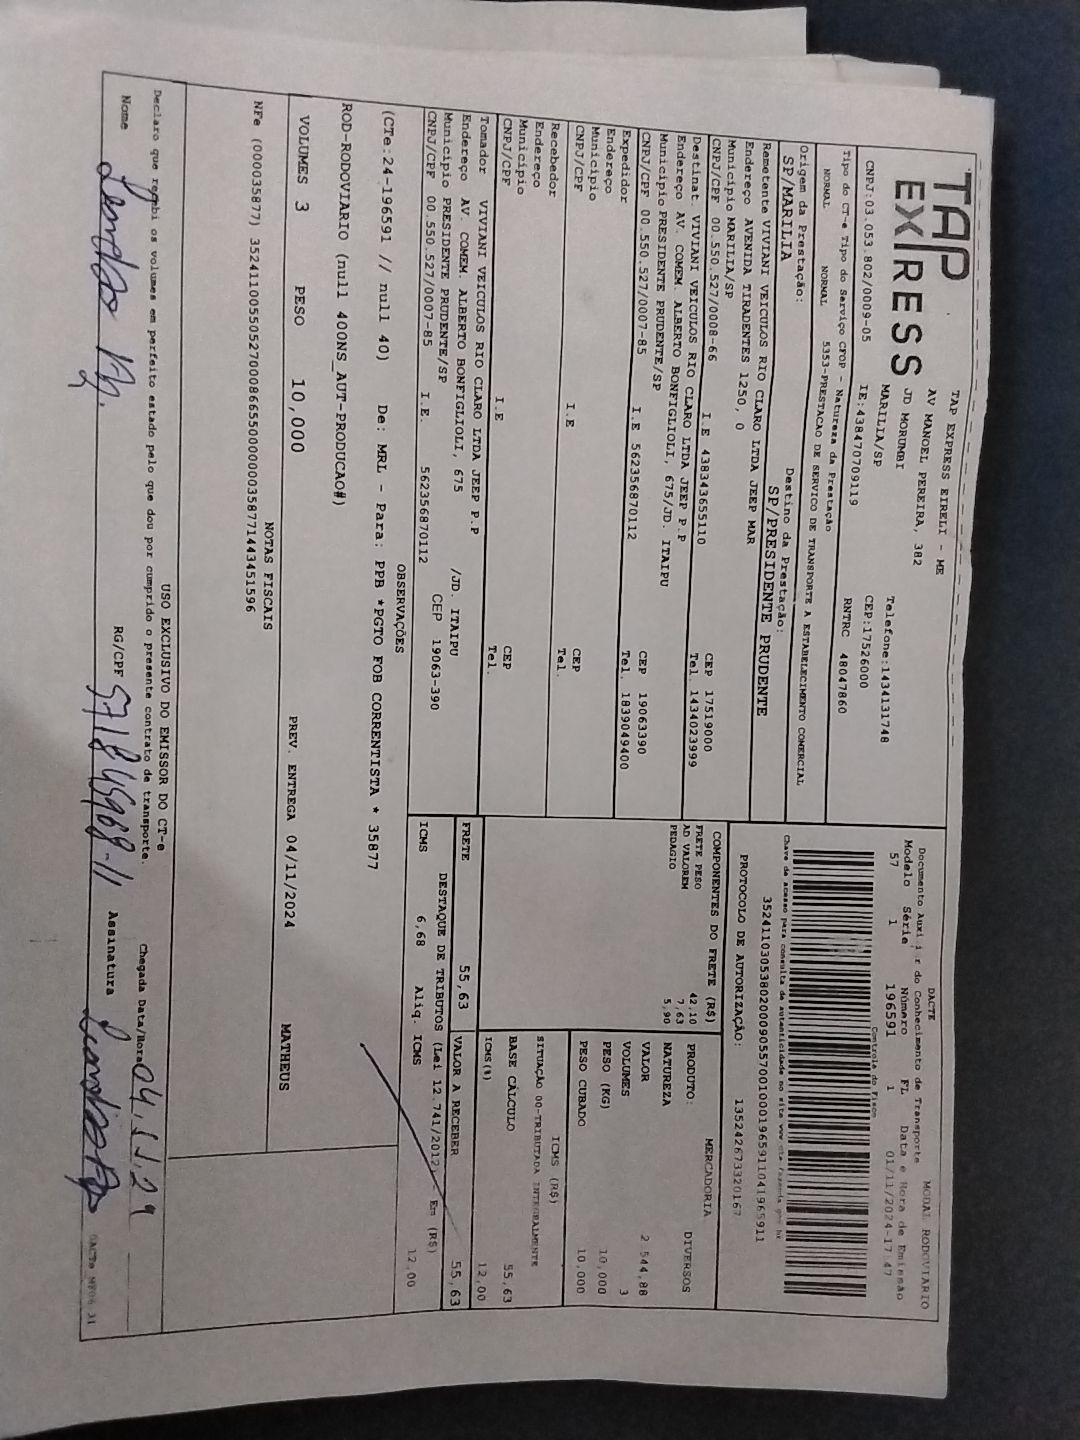 TAP
EXPRESS
TAP EXPRESS EIRELI - ME
AV MANOEL PEREIRA, 382
JD MORUMBI
MARILIA/SP
Telefone:1434131748
CEP:17526000
CNPJ:03.053.802/0009-05 IE:438470709119 RNTRC 48047860
Tipo do CT-e Tipo do Serviço CFOP - Natureza da Prestação
NORMAL NORMAL 5353-PRESTACAO DE SERVICO DE TRANSPORTE A ESTABELECIMENTO COMERCIAL
Origem da Prestação: Destino da Prestação:
SP/MARILIA SP/PRESIDENTE PRUDENTE
Remetente VIVIANI VEICULOS RIO CLARO LTDA JEEP MAR
Endereço AVENIDA TIRADENTES 1250, 0
Município MARILIA/SP CEP 17519000
CNPJ/CPF 00.550.527/0008-66 I.E 438343655110 Tel. 1434023999
Destinat. VIVIANI VEICULOS RIO CLARO LTDA JEEP P.P
Endereço AV. COMEM. ALBERTO BONFIGLIOLI, 675/JD. ITAIPU
Município PRESIDENTE PRUDENTE/SP CEP 19063390
CNPJ/CPF 00.550.527/0007-85 I.E 562356870112 Tel. 1839049400
Expedidor
Endereço
Município CEP
CNPJ/CPF I.E Tel.
Recebedor
Endereço
Município CEP
CNPJ/CPF I.E Tel.
Tomador VIVIANI VEICULOS RIO CLARO LTDA JEEP P.P
Endereço AV. COMEM. ALBERTO BONFIGLIOLI, 675 /JD. ITAIPU
Município PRESIDENTE PRUDENTE/SP CEP 19063-390
CNPJ/CPF 00.550.527/0007-85 I.E. 562356870112
DACTE MODAL RODOVIARIO
Documento Auxiliar do Conhecimento de Transporte
Modelo Série Número FL Data e Hora de Emissão
57 1 196591 1 01/11/2024-17:47
Controle do Fisco
Chave de acesso para consulta de autenticidade no site www.cte.fazenda.gov.br
PROTOCOLO DE AUTORIZAÇÃO: 135242673320167
COMPONENTES DO FRETE (R$)
FRETE PESO 42,10
AD VALOREM 7,63
PEDAGIO 5,90
MERCADORIA
PRODUTO: DIVERSOS
NATUREZA
VALOR 2.544,88
VOLUMES 3
PESO (KG) 10,000
PESO CUBADO 10,000
ICMS (R$)
SITUAÇÃO 00-TRIBUTADA INTEGRALMENTE
BASE CÁLCULO 55,63
ICMS(%) 12,00
FRETE 55,63 VALOR A RECEBER 55,63
DESTAQUE DE TRIBUTOS (Lei 12.741/2012) Em (R$)
ICMS 6,68 Aliq. ICMS 12,00
OBSERVAÇÕES
(CTe:24-196591 // null 40) De: MRL - Para: PPB *PGTO FOB CORRENTISTA * 35877
ROD-RODOVIARIO (null 400NS_AUT-PRODUCAO#)
VOLUMES 3 PESO 10,000 PREV. ENTREGA 04/11/2024 MATHEUS
NOTAS FISCAIS
USO EXCLUSIVO DO EMISSOR DO CT-e
Declaro que recebi os volumes em perfeito estado pelo que dou por cumprido o presente contrato de transporte.
Chegada Data/Hora 04.11.24
Nome RG/CPF Assinatura